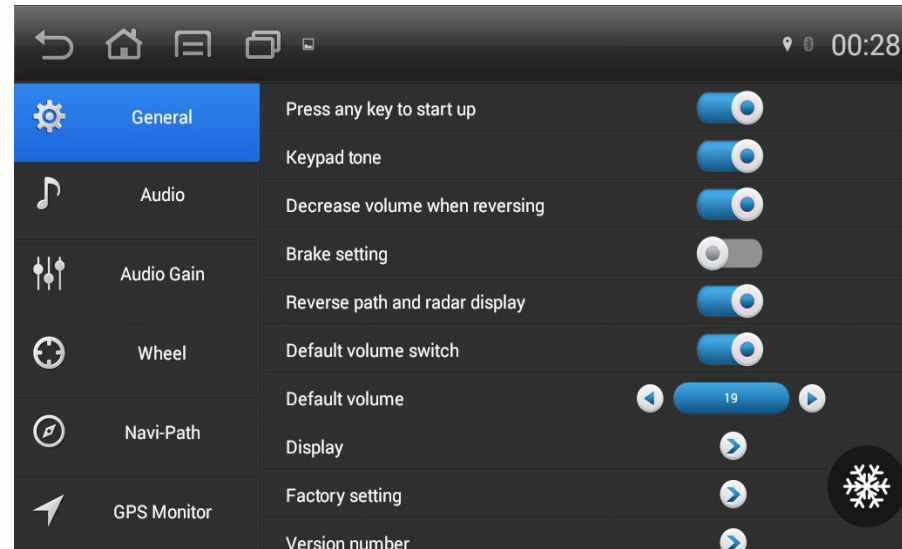 00:28
General
Audio
Audio Gain
Wheel
Navi-Path
GPS Monitor
Press any key to start up
Keypad tone
Decrease volume when reversing
Brake setting
Reverse path and radar display
Default volume switch
Default volume 19
Display
Factory setting
Version number